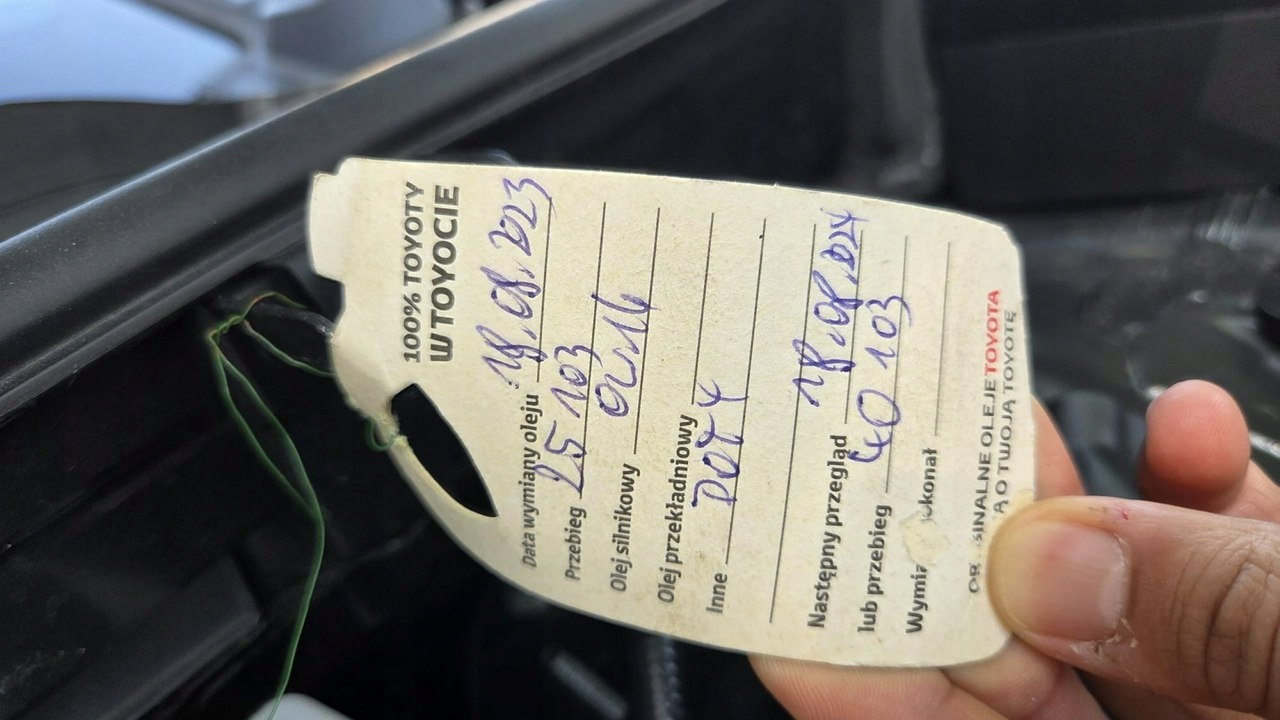 100% TOYOTY
W TOYOCIE
Data wymiany oleju 18.08.2023
Przebieg 25 103
Olej silnikowy 0W16
Olej przekładniowy
Inne DOT4
Następny przegląd 18.08.2024
lub przebieg 40 103
ORYGINALNE OLEJE TOYOTA
O TWOJĄ TOYOTĘ